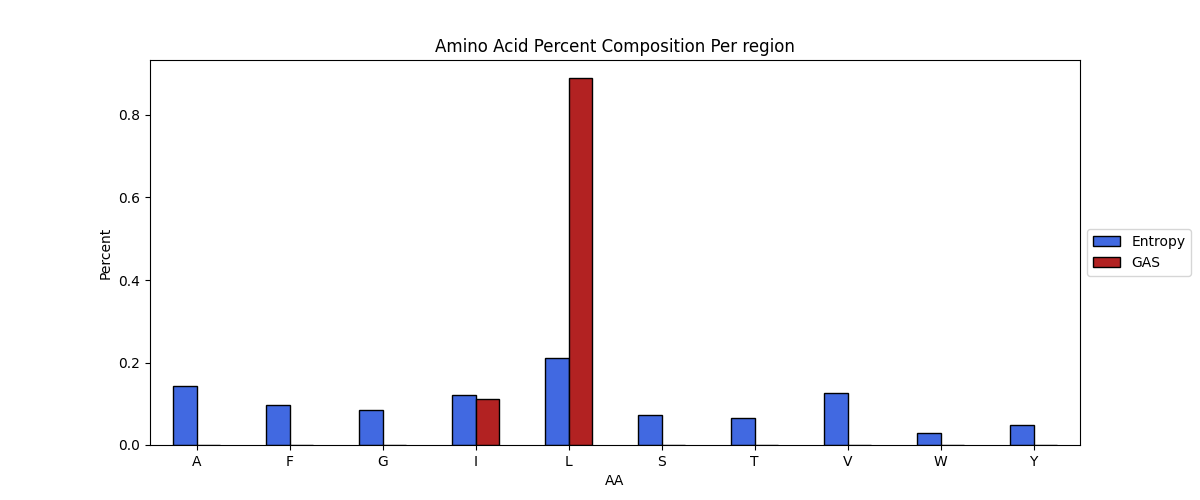 Amino Acid Percent Composition Per region
Percent
0.8
0.6
0.4
0.2
0.0
A F G I L S T V W Y
AA
Entropy
GAS